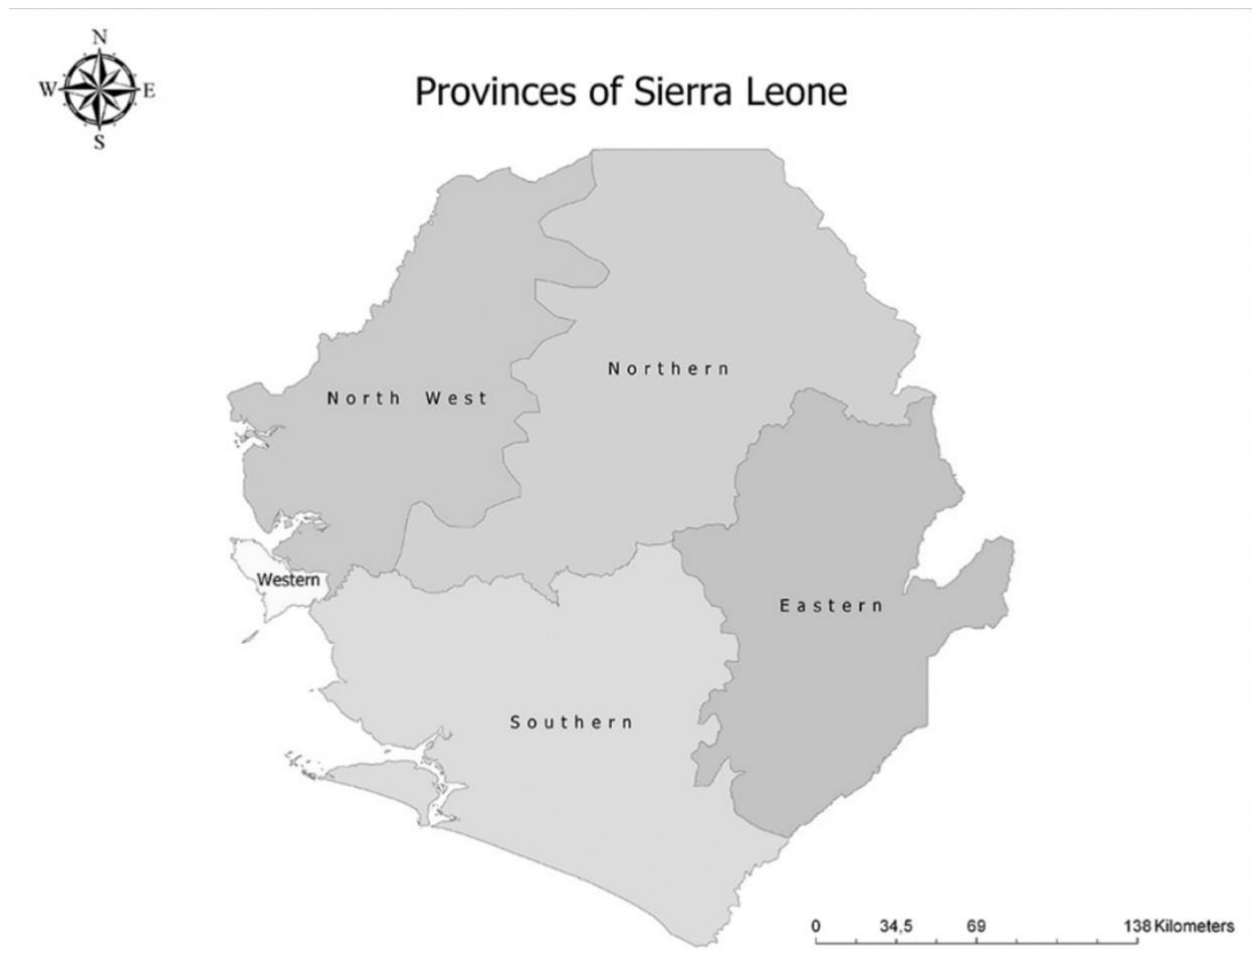 N
W E
S
Provinces of Sierra Leone
Northern
North West
Western
Eastern
Southern
0 34,5 69 138 Kilometers